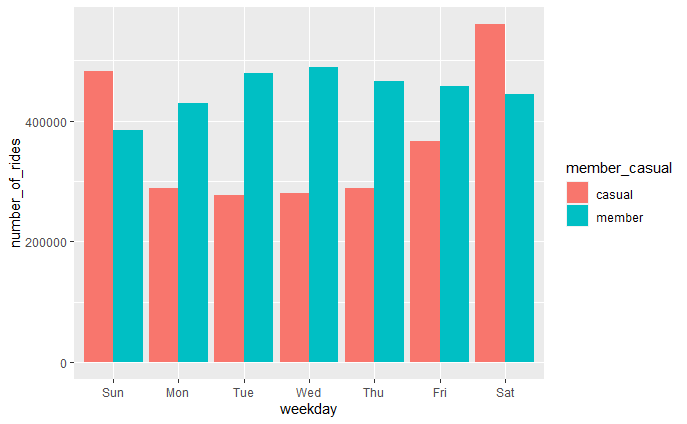 number_of_rides
400000
200000
0
Sun Mon Tue Wed Thu Fri Sat
weekday
member_casual
casual
member